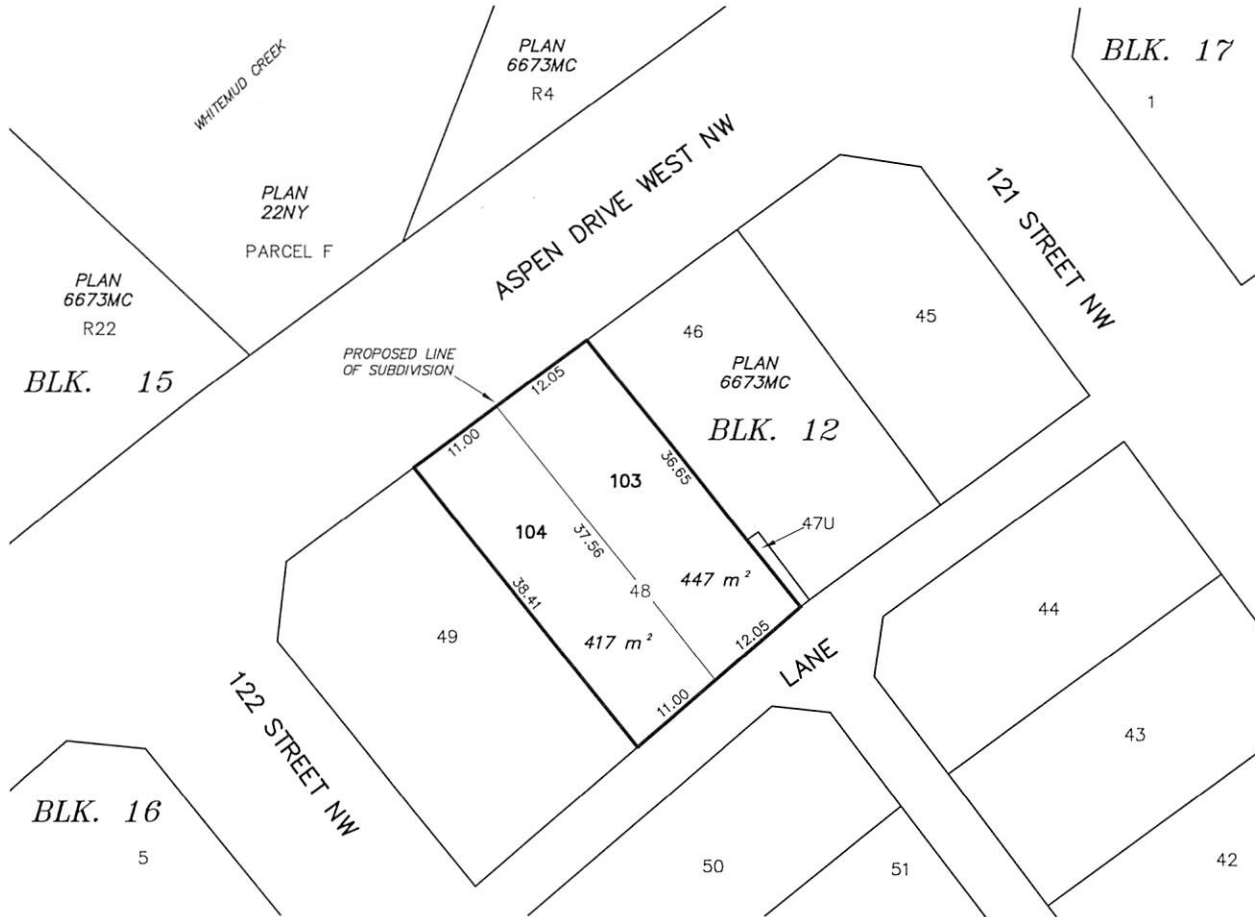 WHITEMUD CREEK
PLAN
6673MC
R4
BLK. 17
1
PLAN
22NY
PARCEL F
ASPEN DRIVE WEST NW
121 STREET NW
PLAN
6673MC
R22
BLK. 15
PROPOSED LINE
OF SUBDIVISION
12.05
11.00
46
45
PLAN
6673MC
BLK. 12
103
36.65
104
37.56
47U
38.41
48
447 m²
417 m²
49
12.05
11.00
LANE
44
43
122 STREET NW
BLK. 16
5
50
51
42